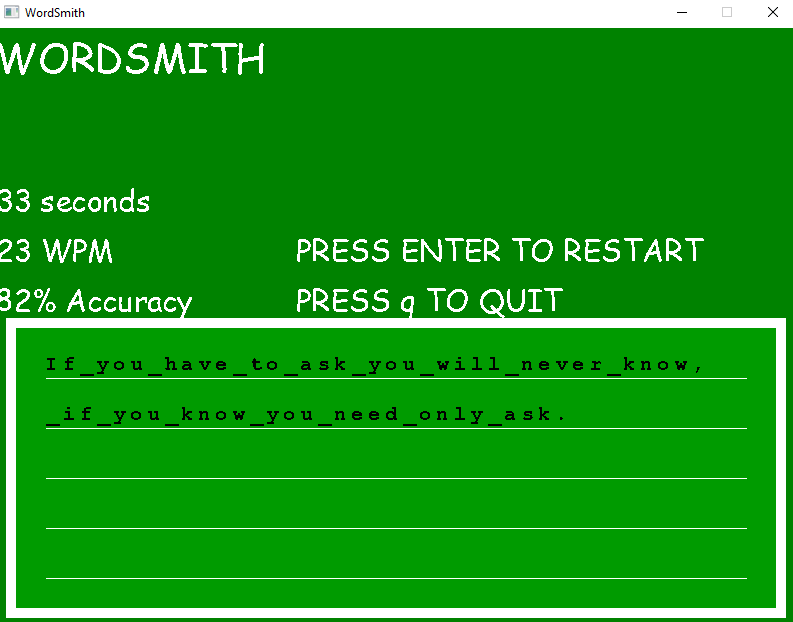 WordSmith
WORDSMITH
33 seconds
23 WPM PRESS ENTER TO RESTART
82% Accuracy PRESS q TO QUIT
If_you_have_to_ask_you_will_never_know,
_if_you_know_you_need_only_ask.